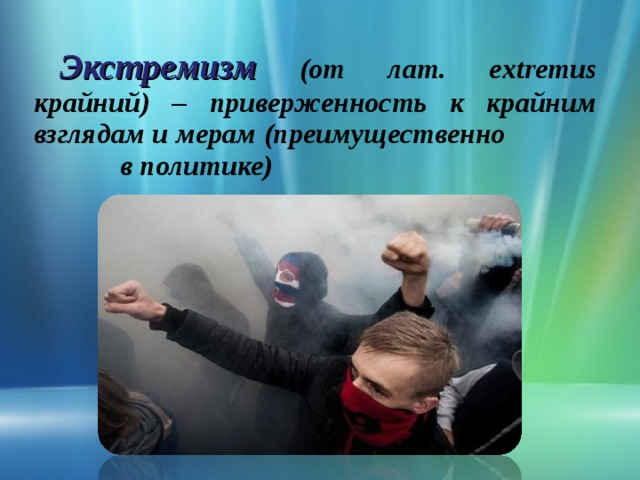 Экстремизм (от лат. extremus
крайний) – приверженность к крайним
взглядам и мерам (преимущественно
в политике)